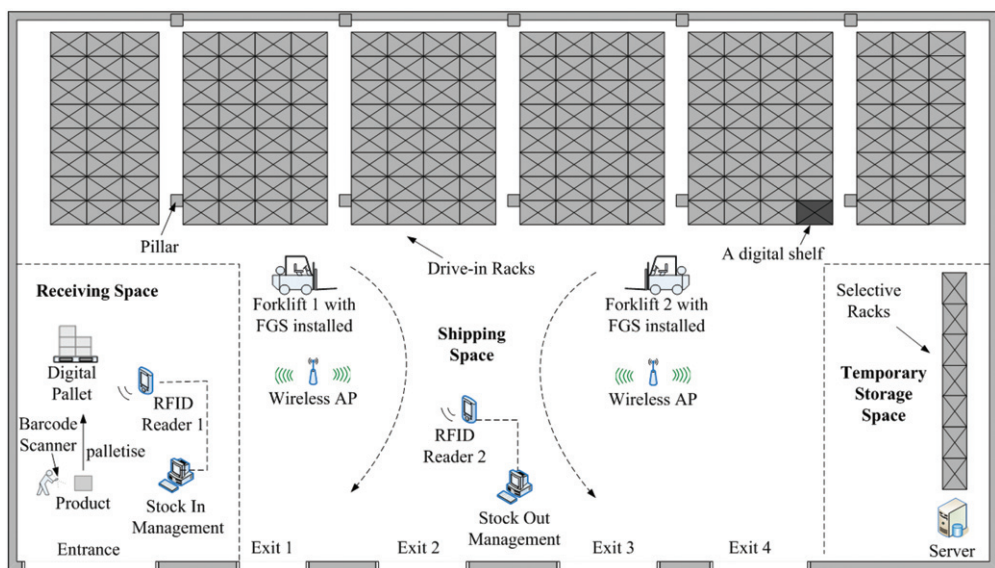 Pillar
Drive-in Racks
A digital shelf
Receiving Space
Digital
Pallet
RFID
Reader 1
Barcode
Scanner
palletise
Product
Stock In
Management
Entrance
Forklift 1 with
FGS installed
Wireless AP
Shipping
Space
RFID
Reader 2
Stock Out
Management
Forklift 2 with
FGS installed
Wireless AP
Selective
Racks
Temporary
Storage
Space
Server
Exit 1
Exit 2
Exit 3
Exit 4